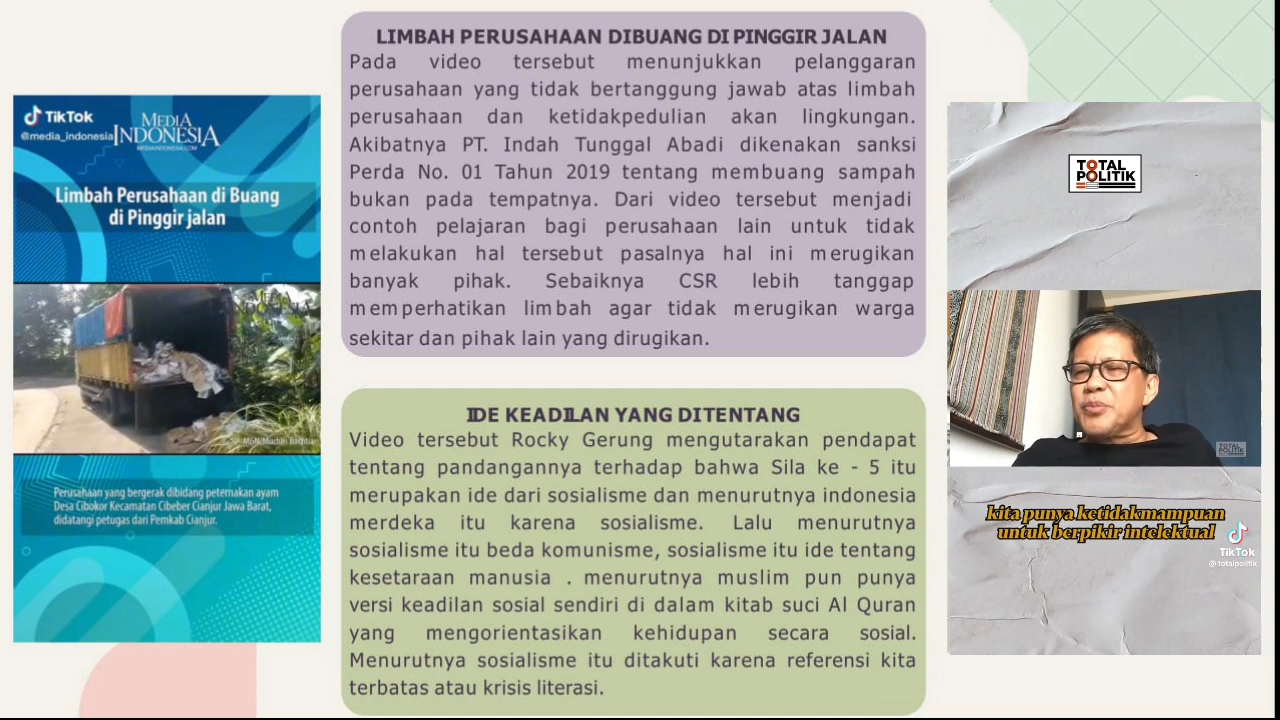 TikTok
@media_indonesia
MEDIA
INDONESIA
MEDIAINDONESIA.COM
Limbah Perusahaan di Buang
di Pinggir jalan
Perusahaan yang bergerak dibidang peternakan ayam
Desa Cibokor Kecamatan Cibeber Cianjur Jawa Barat,
didatangi petugas dari Pemkab Cianjur.
LIMBAH PERUSAHAAN DIBUANG DI PINGGIR JALAN
Pada video tersebut menunjukkan pelanggaran
perusahaan yang tidak bertanggung jawab atas limbah
perusahaan dan ketidakpedulian akan lingkungan.
Akibatnya PT. Indah Tunggal Abadi dikenakan sanksi
Perda No. 01 Tahun 2019 tentang membuang sampah
bukan pada tempatnya. Dari video tersebut menjadi
contoh pelajaran bagi perusahaan lain untuk tidak
melakukan hal tersebut pasalnya hal ini merugikan
banyak pihak. Sebaiknya CSR lebih tanggap
memperhatikan limbah agar tidak merugikan warga
sekitar dan pihak lain yang dirugikan.
IDE KEADILAN YANG DITENTANG
Video tersebut Rocky Gerung mengutarakan pendapat
tentang pandangannya terhadap bahwa Sila ke - 5 itu
merupakan ide dari sosialisme dan menurutnya indonesia
merdeka itu karena sosialisme. Lalu menurutnya
sosialisme itu beda komunisme, sosialisme itu ide tentang
kesetaraan manusia . menurutnya muslim pun punya
versi keadilan sosial sendiri di dalam kitab suci Al Quran
yang mengorientasikan kehidupan secara sosial.
Menurutnya sosialisme itu ditakuti karena referensi kita
terbatas atau krisis literasi.
TOTAL
POLITIK
TOTAL
POLITIK
kita punya ketidakmampuan
untuk berpikir intelektual
TikTok
@totalpolitik